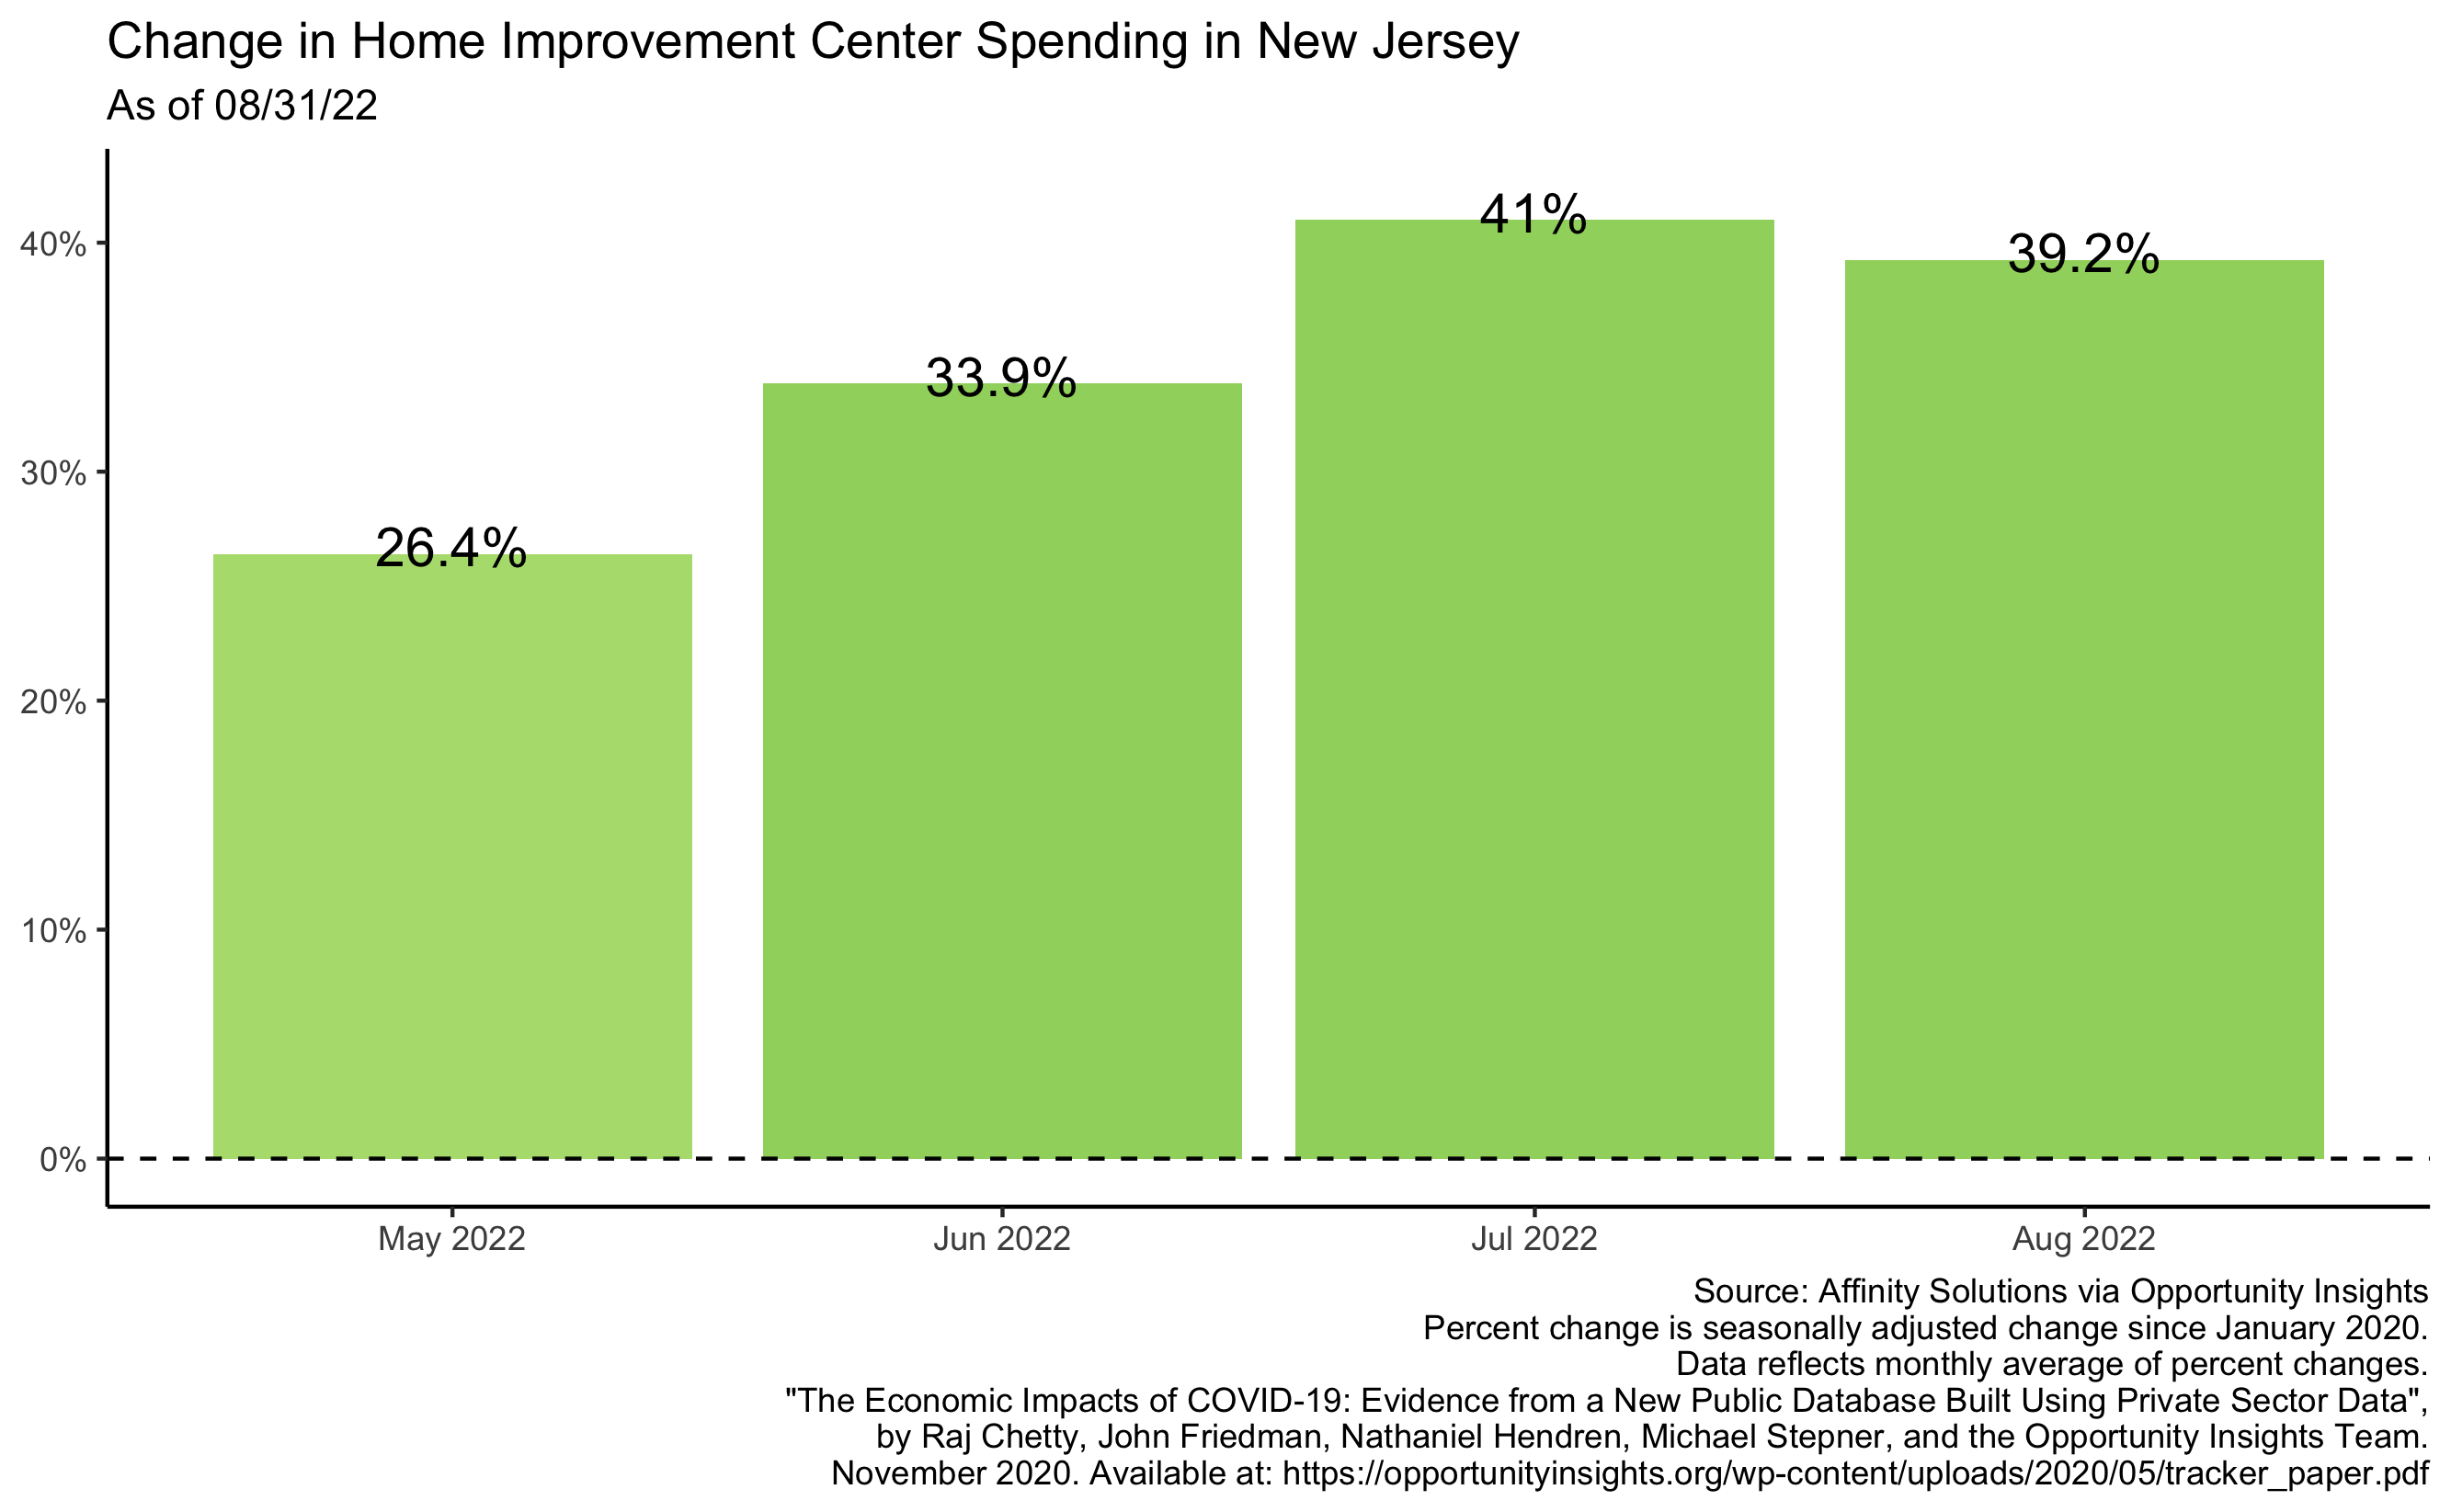 Change in Home Improvement Center Spending in New Jersey
As of 08/31/22
40%
30%
20%
10%
0%
26.4%
33.9%
41%
39.2%
May 2022
Jun 2022
Jul 2022
Aug 2022
Source: Affinity Solutions via Opportunity Insights
Percent change is seasonally adjusted change since January 2020.
Data reflects monthly average of percent changes.
"The Economic Impacts of COVID-19: Evidence from a New Public Database Built Using Private Sector Data",
by Raj Chetty, John Friedman, Nathaniel Hendren, Michael Stepner, and the Opportunity Insights Team.
November 2020. Available at: https://opportunityinsights.org/wp-content/uploads/2020/05/tracker_paper.pdf